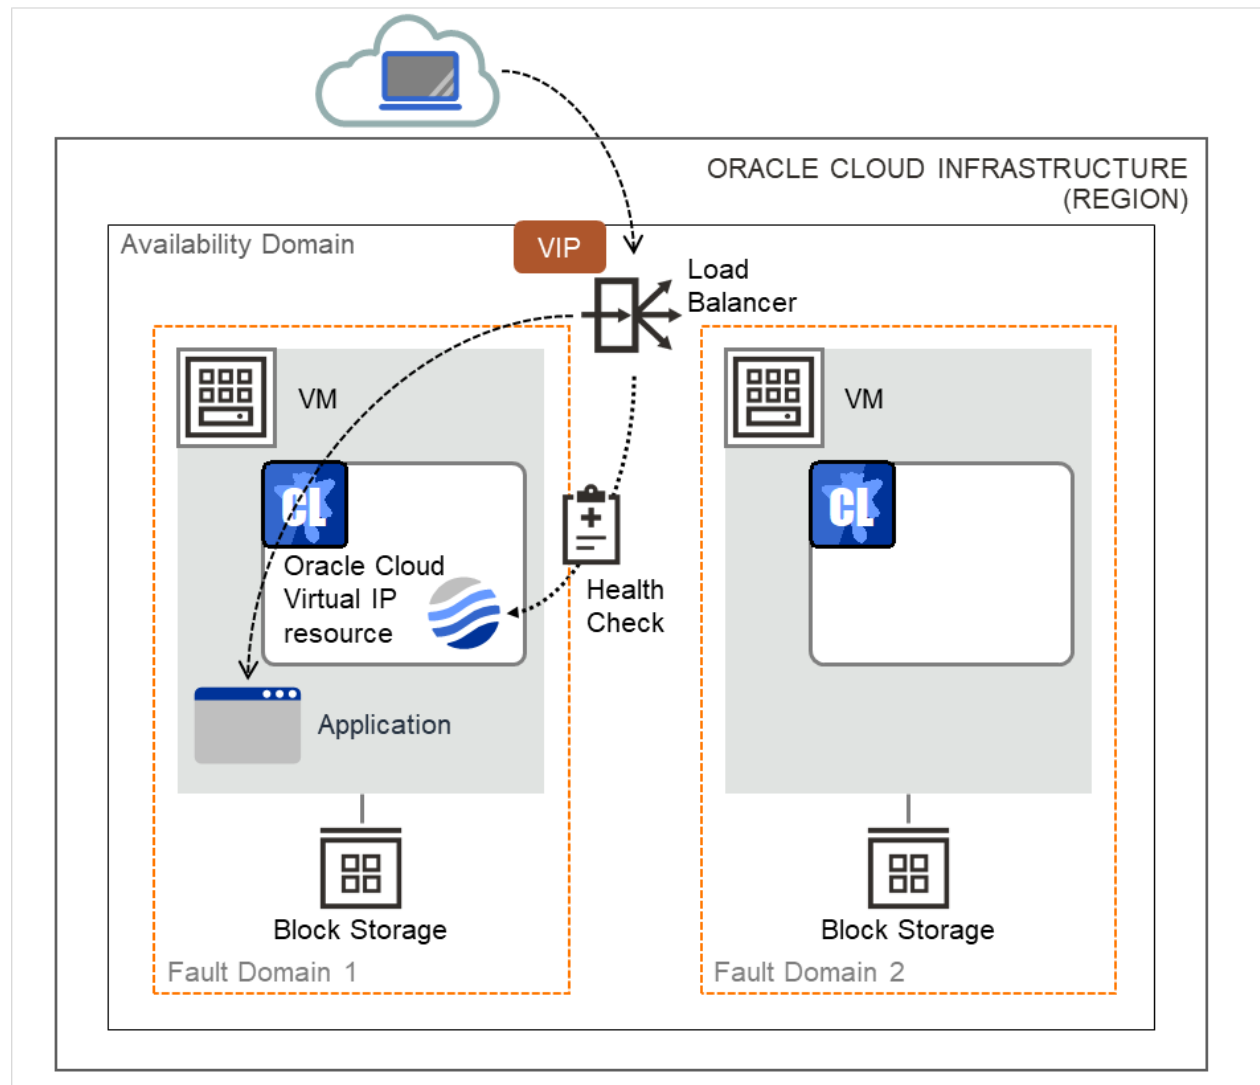 ORACLE CLOUD INFRASTRUCTURE
(REGION)
Availability Domain
VIP
Load
Balancer
VM
CL
Oracle Cloud
Virtual IP
resource
Health
Check
Application
Block Storage
Fault Domain 1
VM
CL
Block Storage
Fault Domain 2